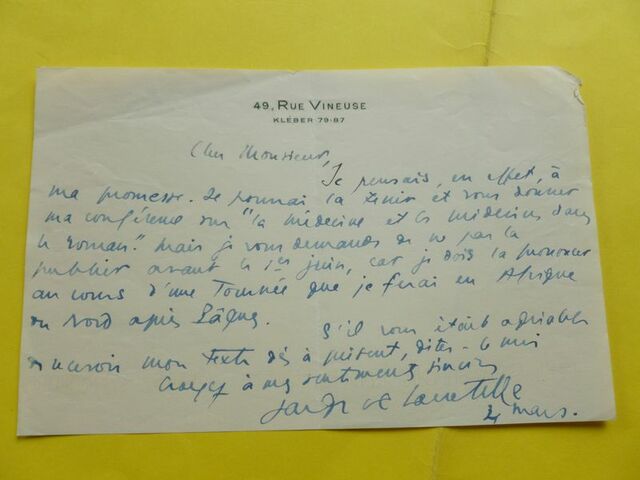 49, RUE VINEUSE
KLÉBER 79-87
Cher Monsieur,
Je pensais, en effet, à
ma promesse. Je pourrai la tenir et vous donner
ma conférence sur "la médecine et les médecins dans
le roman." Mais je vous demande de ne pas la
publier avant le 1er juin, car je dois la prononcer
au cours d'une Tournée que je ferai en Afrique
du Nord après Pâques.
S'il vous était agréable
de recevoir mon texte dès à présent, dites-le moi
Croyez à mes sentiments sincères
de Lacretelle
mars.